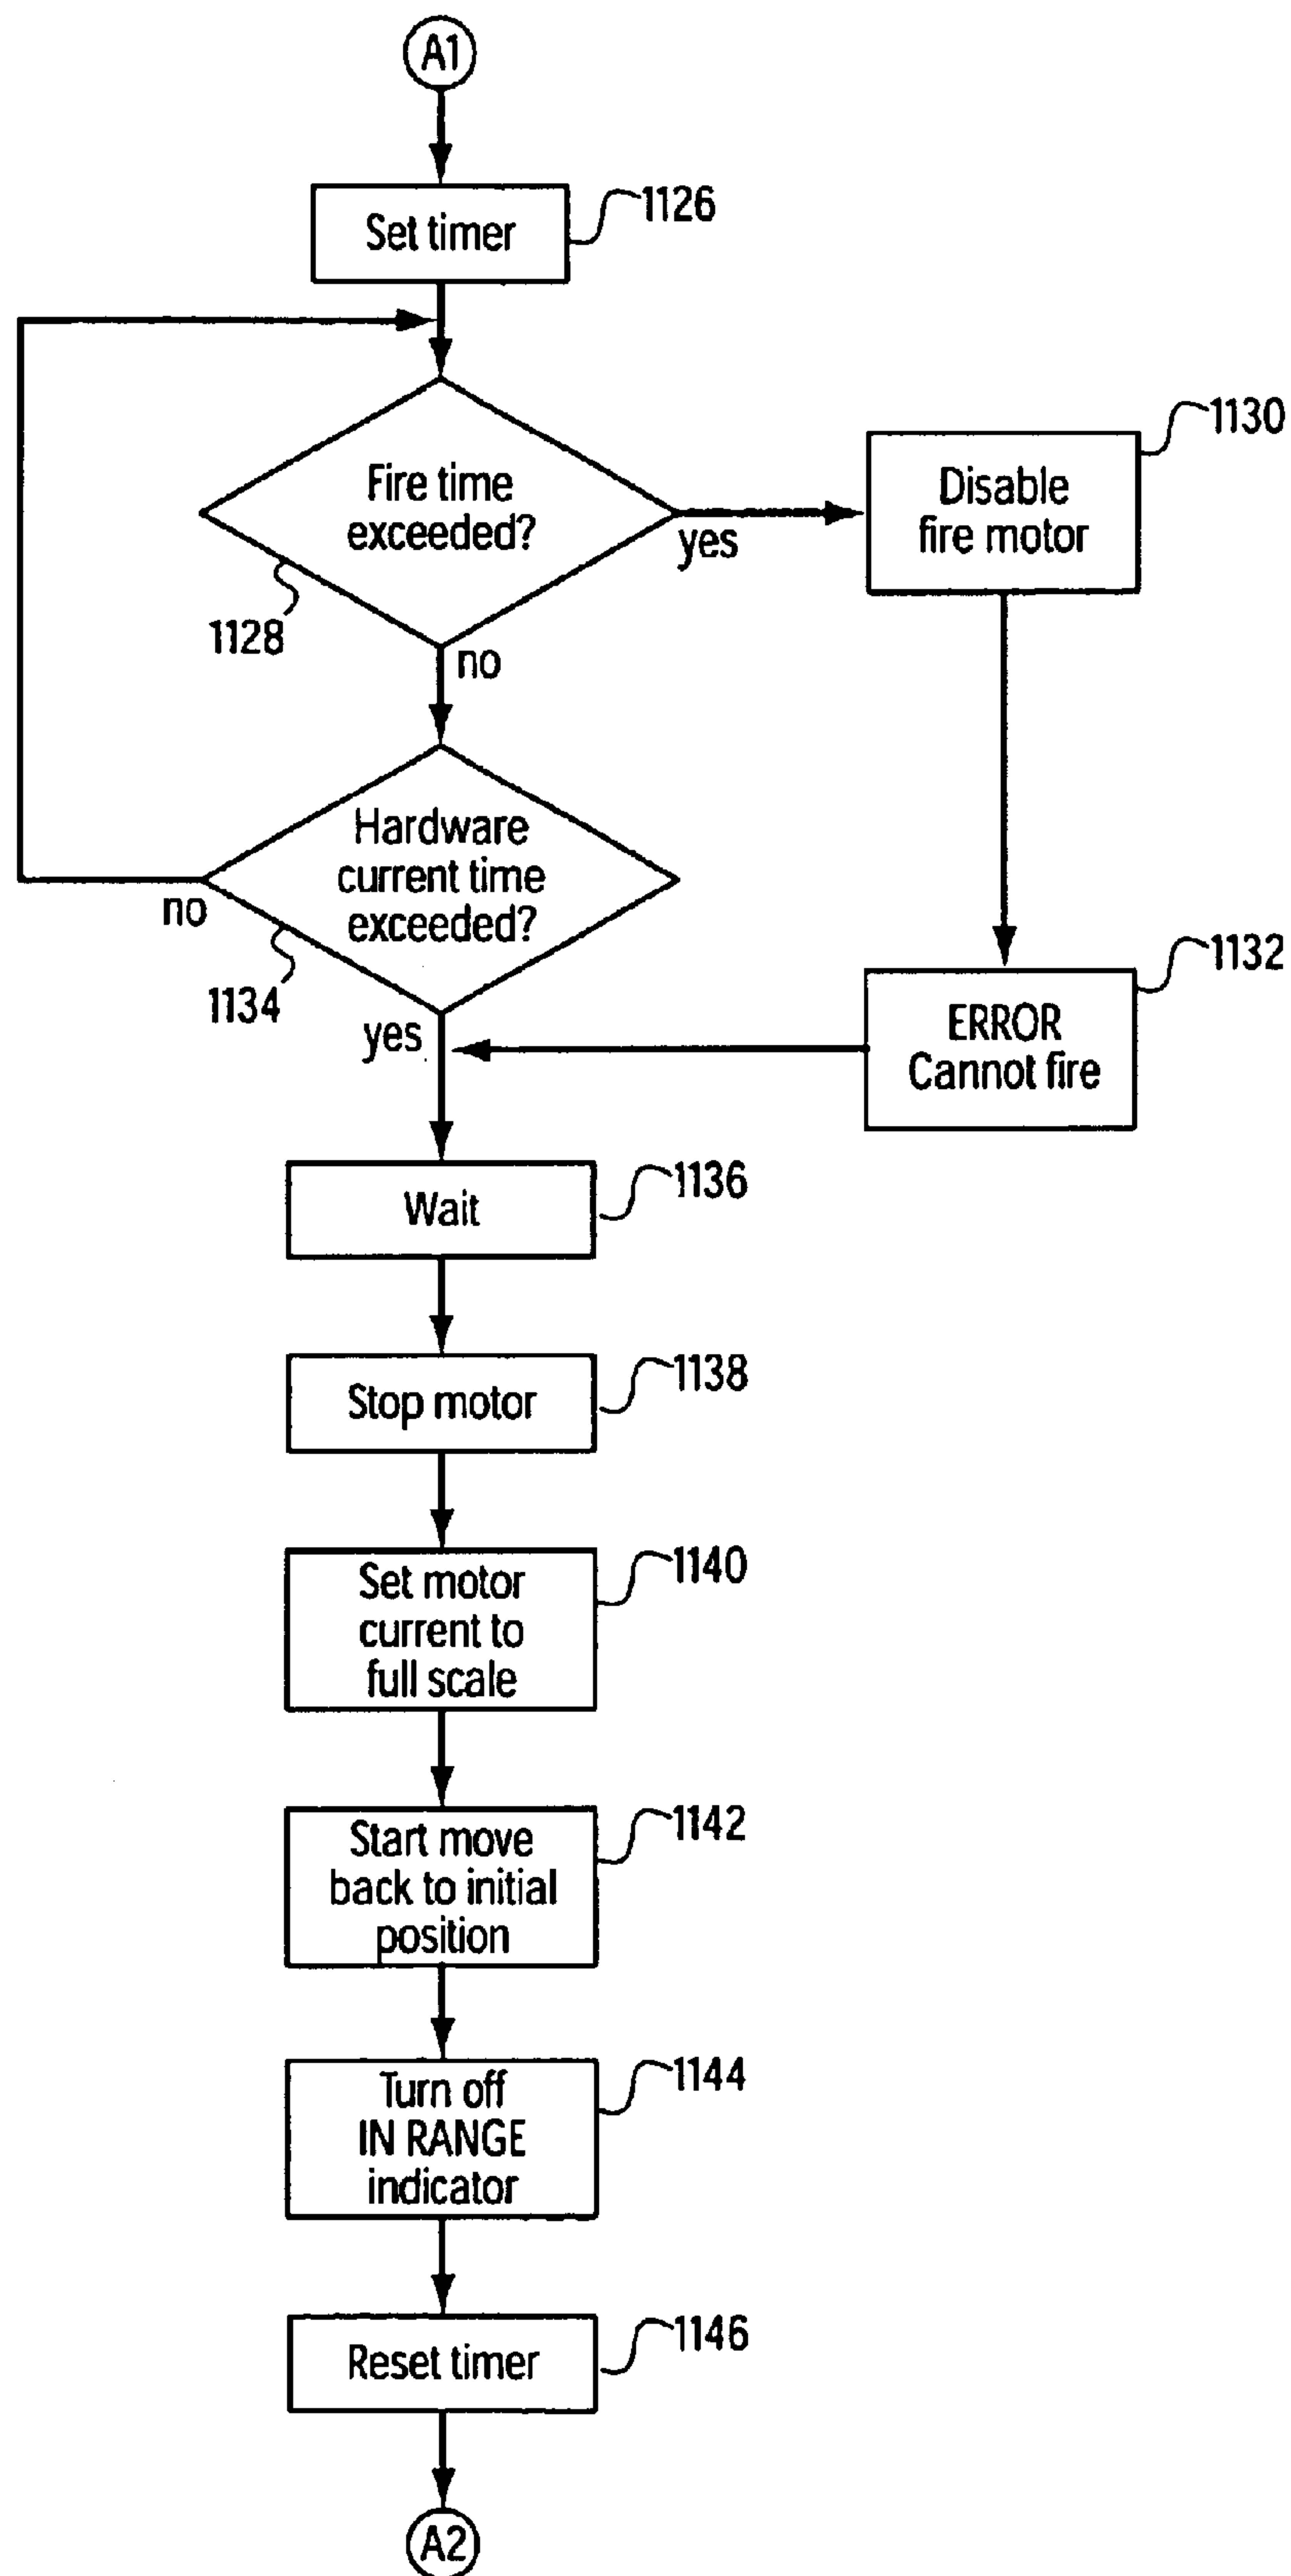 A1
Set timer
1126
Fire time
exceeded?
yes
1128
no
Disable
fire motor
1130
Hardware
current time
exceeded?
no
1134
yes
ERROR
Cannot fire
1132
Wait
1136
Stop motor
1138
Set motor
current to
full scale
1140
Start move
back to initial
position
1142
Turn off
IN RANGE
indicator
1144
Reset timer
1146
A2